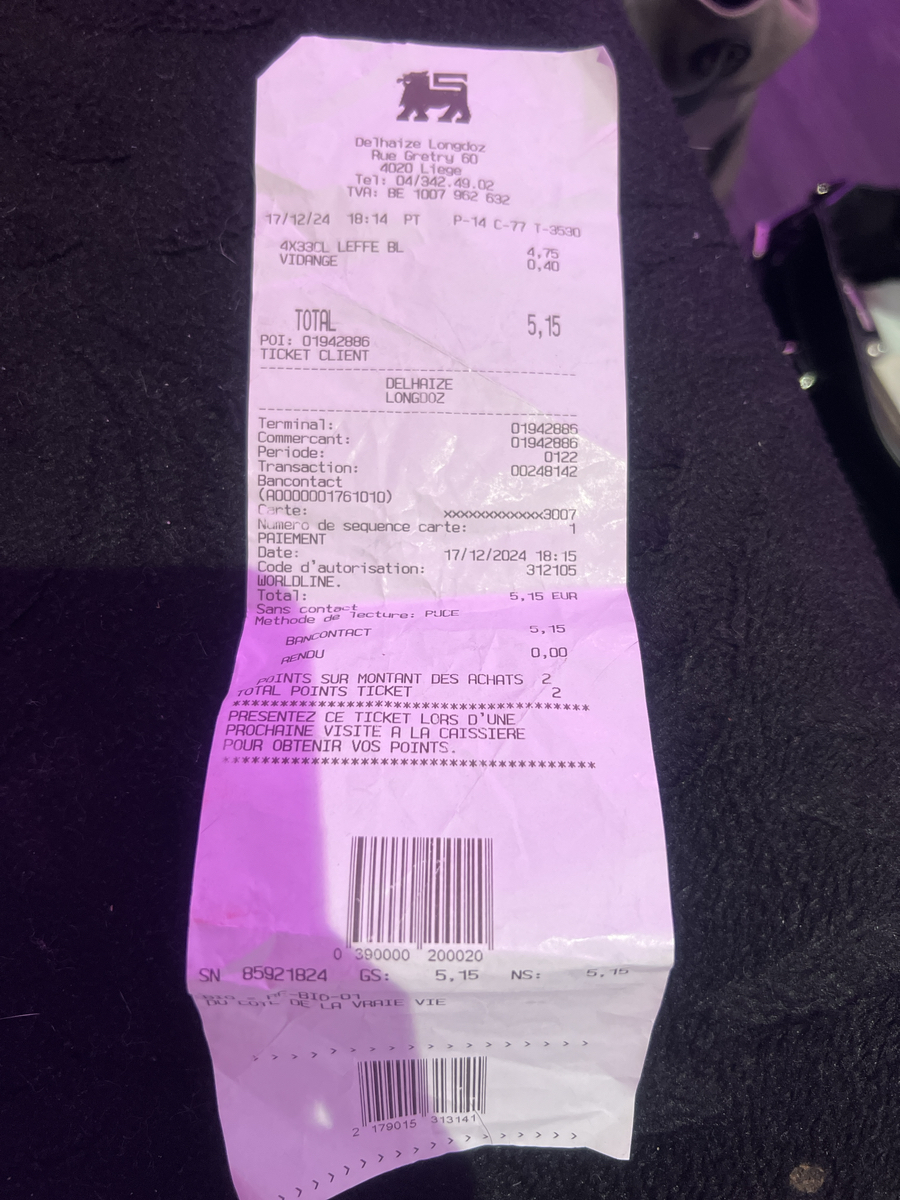 Delhaize Longdoz
Rue Gretry 60
4020 Liege
Tel: 04/342.49.02
TVA: BE 1007 962 632
17/12/24 18:14 PT P-14 C-77 T-3530
4X33CL LEFFE BL 4,75
VIDANGE 0,40
TOTAL 5,15
POI: 01942886
TICKET CLIENT
DELHAIZE
LONGDOZ
Terminal: 01942886
Commercant: 01942886
Periode: 0122
Transaction: 00248142
Bancontact
(A0000001761010)
Carte: xxxxxxxxxxxxx3007
Numero de sequence carte: 1
PAIEMENT
Date: 17/12/2024 18:15
Code d'autorisation: 312105
WORLDLINE.
Total: 5,15 EUR
Sans contact
Methode de lecture: PUCE
BANCONTACT 5,15
RENDU 0,00
POINTS SUR MONTANT DES ACHATS 2
TOTAL POINTS TICKET 2
************************************
PRESENTEZ CE TICKET LORS D'UNE
PROCHAINE VISITE A LA CAISSIERE
POUR OBTENIR VOS POINTS.
************************************
0 390000 200020
SN 85921824 GS: 5,15 NS: 5,15
DU COTE DE LA VRAIE VIE
> > > > > > > > > > > > > > > > > >
2 179015 313141
> > > > > > > > > > > > > > > > > >